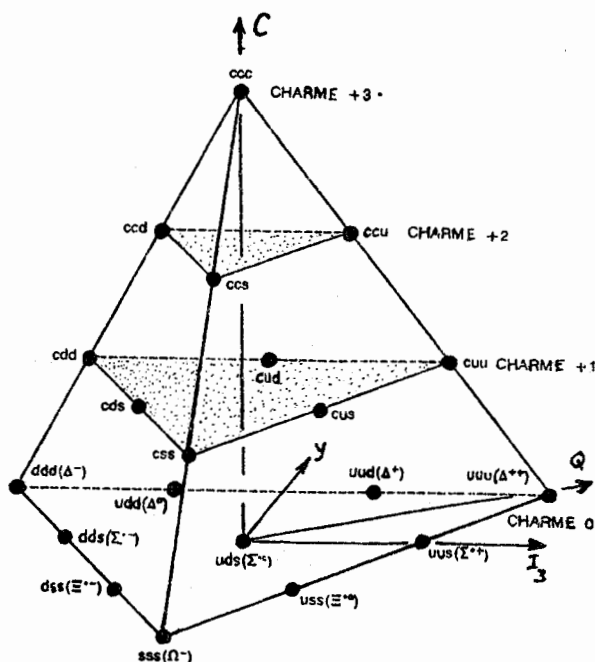 C
ccc
CHARME +3
ccd
ccu
CHARME +2
ccs
cdd
cud
cuu
CHARME +1
cds
cus
css
y
ddd(Δ⁻)
udd(Δ⁰)
uud(Δ⁺)
uuu(Δ⁺⁺)
Q
CHARME 0
dds(Σ*⁻)
uds(Σ*⁰)
uus(Σ*⁺)
I₃
dss(Ξ*⁻)
uss(Ξ*⁰)
sss(Ω⁻)